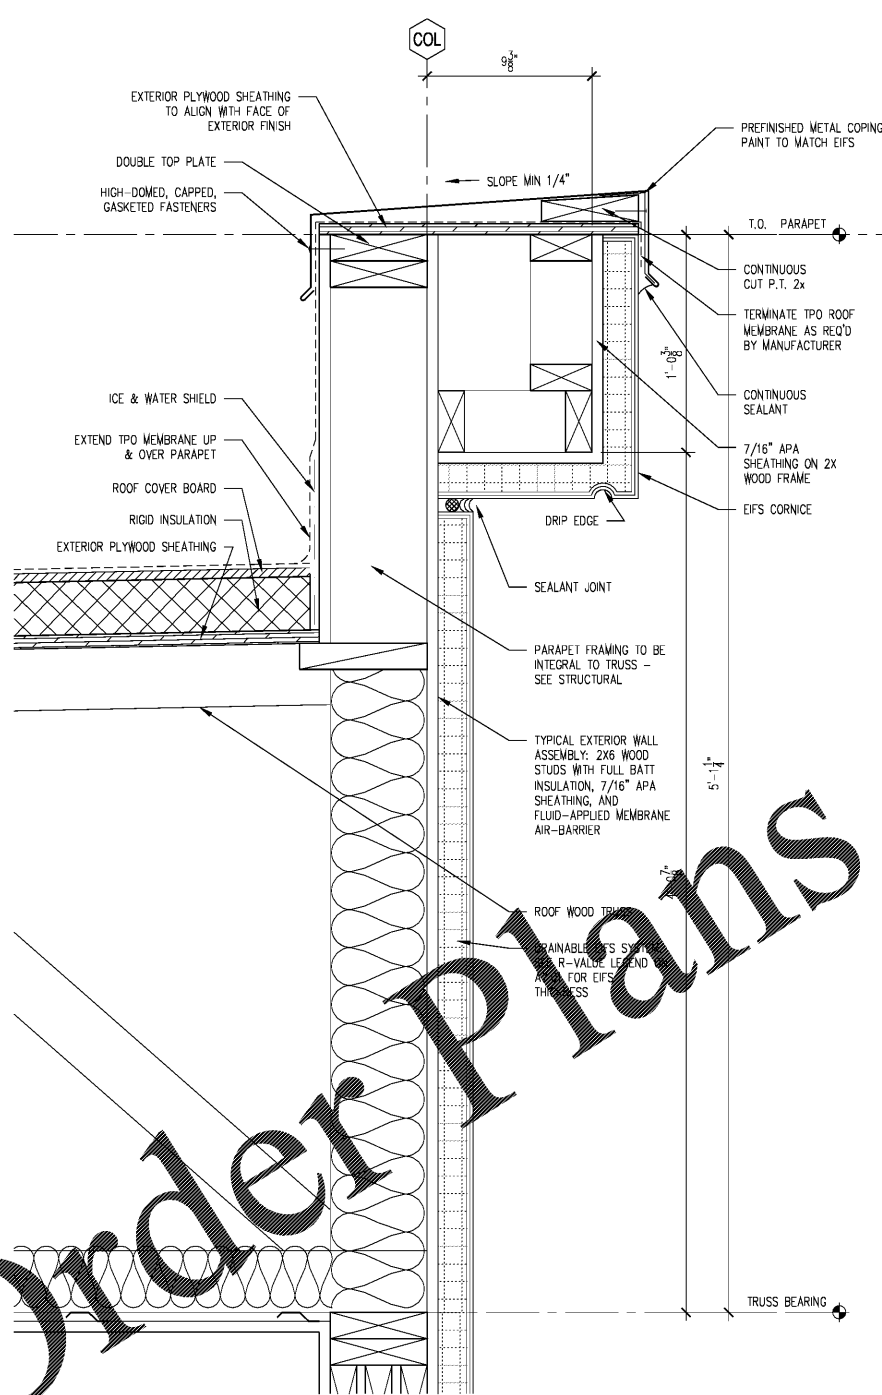 COL
9 3/8"
EXTERIOR PLYWOOD SHEATHING
TO ALIGN WITH FACE OF
EXTERIOR FINISH
DOUBLE TOP PLATE
HIGH-DOMED, CAPPED,
GASKETED FASTENERS
SLOPE MIN 1/4"
PREFINISHED METAL COPING
PAINT TO MATCH EIFS
T.O. PARAPET
CONTINUOUS
CUT P.T. 2x
TERMINATE TPO ROOF
MEMBRANE AS REQ'D
BY MANUFACTURER
1'-0 3/8"
CONTINUOUS
SEALANT
7/16" APA
SHEATHING ON 2X
WOOD FRAME
EIFS CORNICE
ICE & WATER SHIELD
EXTEND TPO MEMBRANE UP
& OVER PARAPET
ROOF COVER BOARD
RIGID INSULATION
EXTERIOR PLYWOOD SHEATHING
DRIP EDGE
SEALANT JOINT
PARAPET FRAMING TO BE
INTEGRAL TO TRUSS -
SEE STRUCTURAL
TYPICAL EXTERIOR WALL
ASSEMBLY: 2X6 WOOD
STUDS WITH FULL BATT
INSULATION, 7/16" APA
SHEATHING, AND
FLUID-APPLIED MEMBRANE
AIR-BARRIER
5'-1 1/4"
ROOF WOOD TRUSS
DRAINABLE EIFS SYSTEM
SEE R-VALUE LEGEND ON
FOR EIFS
THICKNESS
TRUSS BEARING
Order Plans